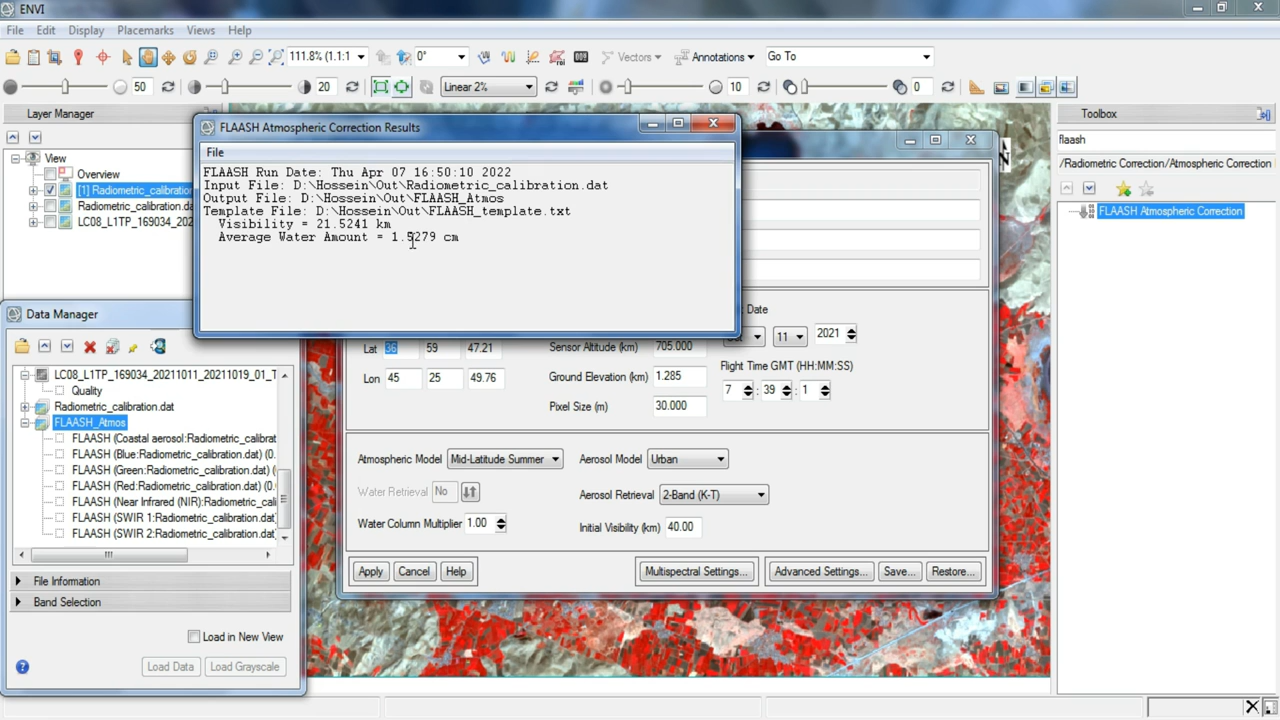 ENVI
File Edit Display Placemarks Views Help
111.8% (1.1:1 0° Vectors Annotations Go To
50 20 Linear 2% 10 0
Layer Manager
View
Overview
[1] Radiometric_calibration
Radiometric_calibration.da
LC08_L1TP_169034_202
FLAASH Atmospheric Correction Results
File
FLAASH Run Date: Thu Apr 07 16:50:10 2022
Input File: D:\Hossein\Out\Radiometric_calibration.dat
Output File: D:\Hossein\Out\FLAASH_Atmos
Template File: D:\Hossein\Out\FLAASH_template.txt
Visibility = 21.5241 km
Average Water Amount = 1.5279 cm
N
Toolbox
flaash
/Radiometric Correction/Atmospheric Correction
FLAASH Atmospheric Correction
Data Manager
LC08_L1TP_169034_20211011_20211019_01_T
Quality
Radiometric_calibration.dat
FLAASH_Atmos
FLAASH (Coastal aerosol:Radiometric_calibrat
FLAASH (Blue:Radiometric_calibration.dat) (0.
FLAASH (Green:Radiometric_calibration.dat) (
FLAASH (Red:Radiometric_calibration.dat) (0.
FLAASH (Near Infrared (NIR):Radiometric_cali
FLAASH (SWIR 1:Radiometric_calibration.dat)
FLAASH (SWIR 2:Radiometric_calibration.dat)
File Information
Band Selection
Load in New View
Load Data Load Grayscale
Date
11 2021
Lat 36 59 47.21
Lon 45 25 49.76
Sensor Altitude (km) 705.000
Ground Elevation (km) 1.285
Pixel Size (m) 30.000
Flight Time GMT (HH:MM:SS)
7 : 39 : 1
Atmospheric Model Mid-Latitude Summer
Aerosol Model Urban
Water Retrieval No
Aerosol Retrieval 2-Band (K-T)
Water Column Multiplier 1.00
Initial Visibility (km) 40.00
Apply Cancel Help Multispectral Settings... Advanced Settings... Save... Restore...